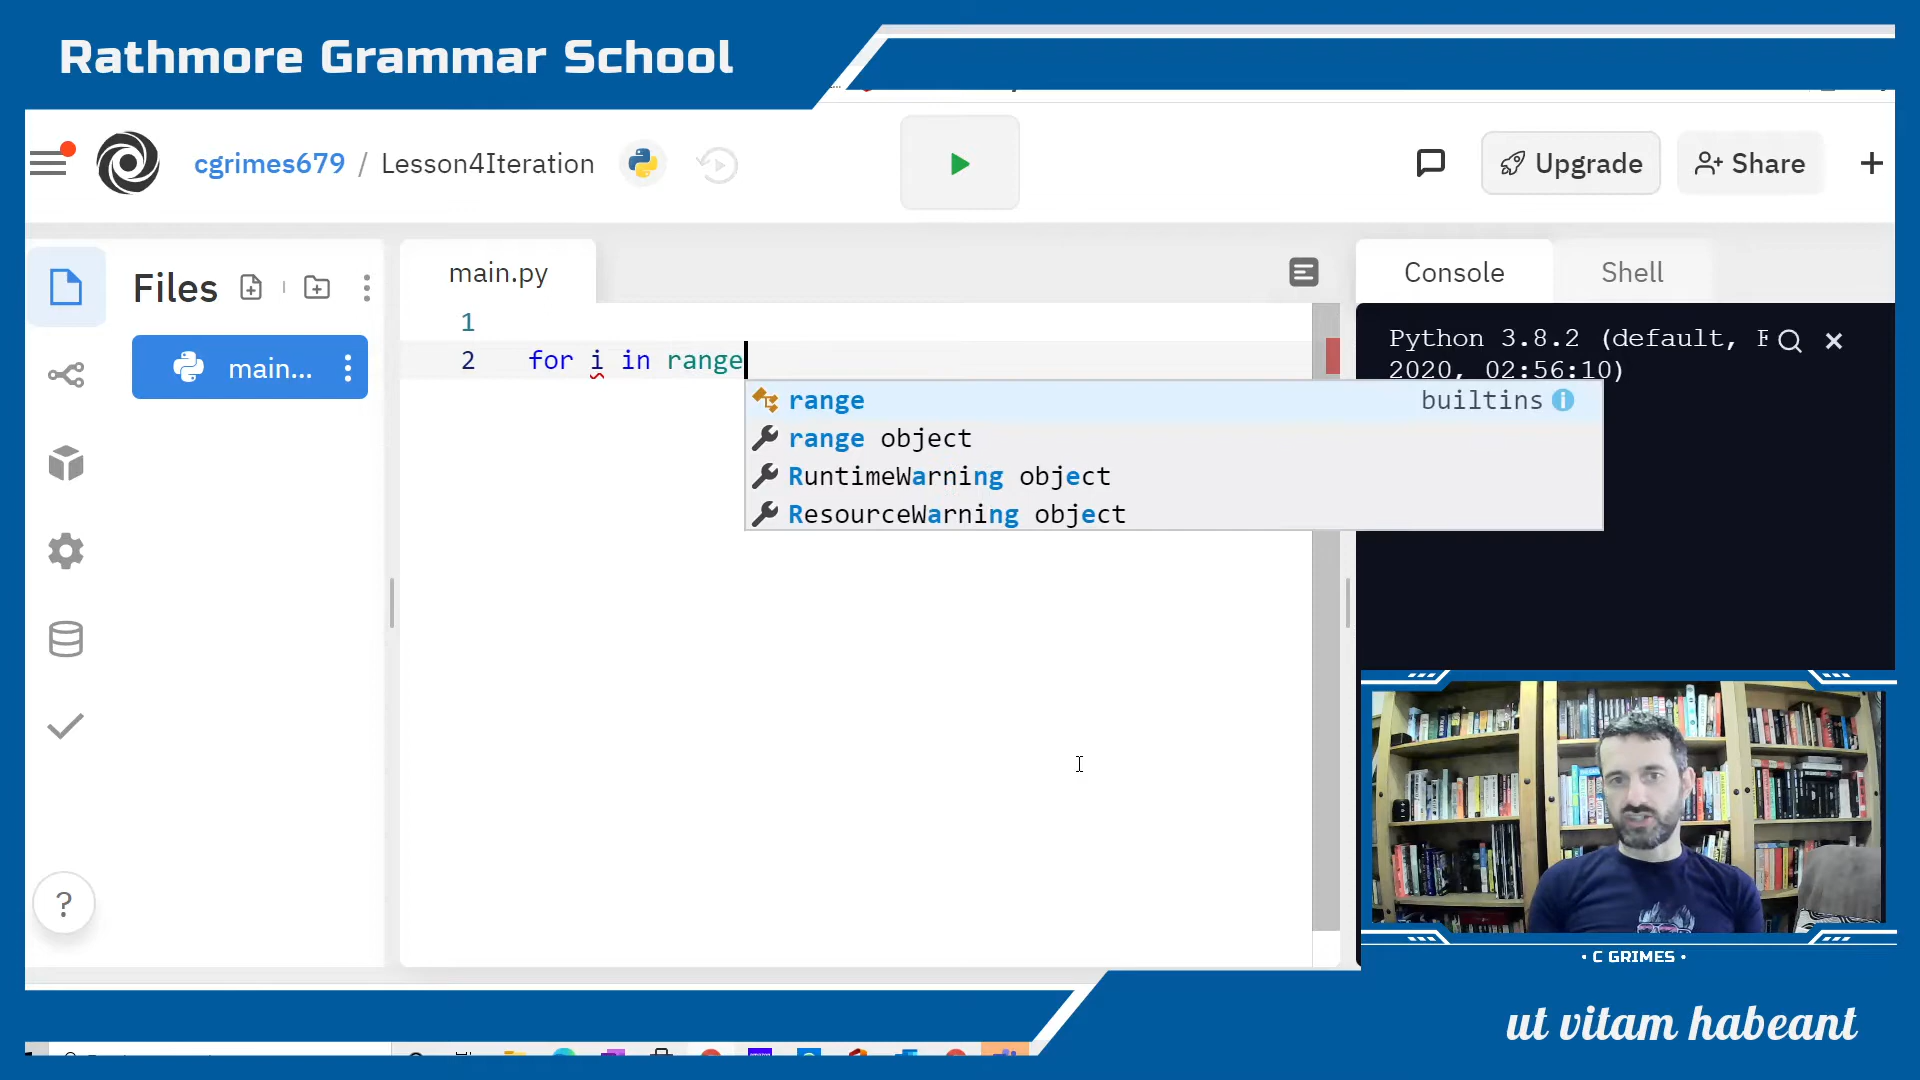 Rathmore Grammar School
cgrimes679 / Lesson4Iteration
Upgrade
Share
Files
main.py
Console
Shell
main...
1
2 for i in range
range builtins
range object
RuntimeWarning object
ResourceWarning object
Python 3.8.2 (default, F
2020, 02:56:10)
?
• C GRIMES •
ut vitam habeant